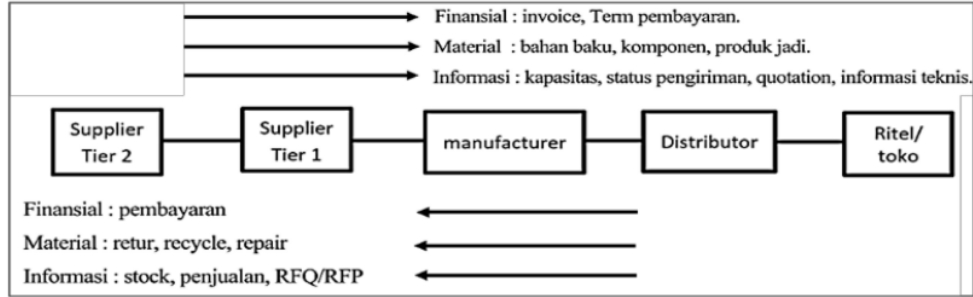 Finansial : invoice, Term pembayaran.
Material : bahan baku, komponen, produk jadi.
Informasi : kapasitas, status pengiriman, quotation, informasi teknis.
Supplier
Tier 2
Supplier
Tier 1
manufacturer
Distributor
Ritel/
toko
Finansial : pembayaran
Material : retur, recycle, repair
Informasi : stock, penjualan, RFQ/RFP